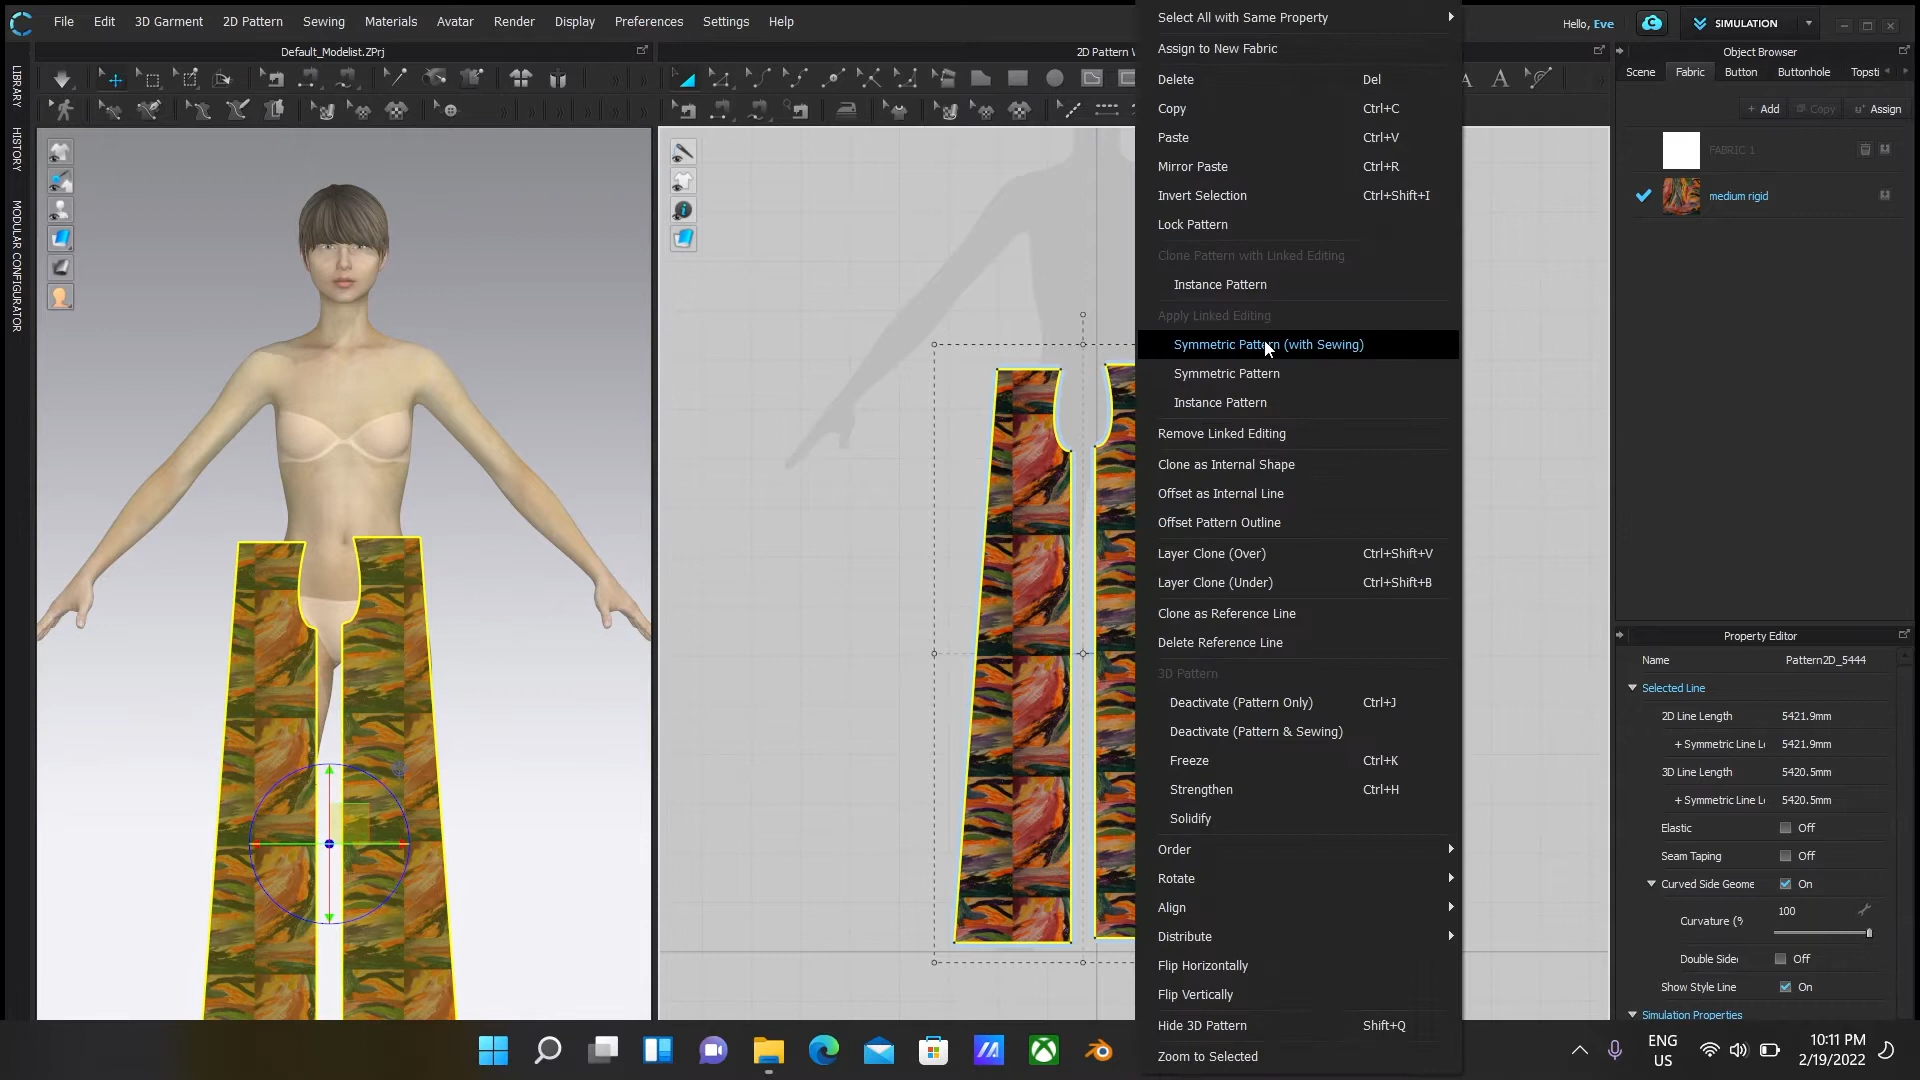 File
Edit
3D Garment
2D Pattern
Sewing
Materials
Avatar
Render
Display
Preferences
Settings
Help
Hello, Eve
SIMULATION
Default_Modelist.ZPrj
2D Pattern W
Object Browser
Scene
Fabric
Button
Buttonhole
Topsti
+ Add
Copy
Assign
FABRIC 1
medium rigid
LIBRARY
HISTORY
MODULAR CONFIGURATOR
Select All with Same Property
Assign to New Fabric
Delete Del
Copy Ctrl+C
Paste Ctrl+V
Mirror Paste Ctrl+R
Invert Selection Ctrl+Shift+I
Lock Pattern
Clone Pattern with Linked Editing
Instance Pattern
Apply Linked Editing
Symmetric Pattern (with Sewing)
Symmetric Pattern
Instance Pattern
Remove Linked Editing
Clone as Internal Shape
Offset as Internal Line
Offset Pattern Outline
Layer Clone (Over) Ctrl+Shift+V
Layer Clone (Under) Ctrl+Shift+B
Clone as Reference Line
Delete Reference Line
3D Pattern
Deactivate (Pattern Only) Ctrl+J
Deactivate (Pattern & Sewing)
Freeze Ctrl+K
Strengthen Ctrl+H
Solidify
Order
Rotate
Align
Distribute
Flip Horizontally
Flip Vertically
Hide 3D Pattern Shift+Q
Zoom to Selected
Property Editor
Name Pattern2D_5444
Selected Line
2D Line Length 5421.9mm
+ Symmetric Line L 5421.9mm
3D Line Length 5420.5mm
+ Symmetric Line L 5420.5mm
Elastic Off
Seam Taping Off
Curved Side Geome On
Curvature (% 100
Double Side Off
Show Style Line On
Simulation Properties
ENG
US
10:11 PM
2/19/2022